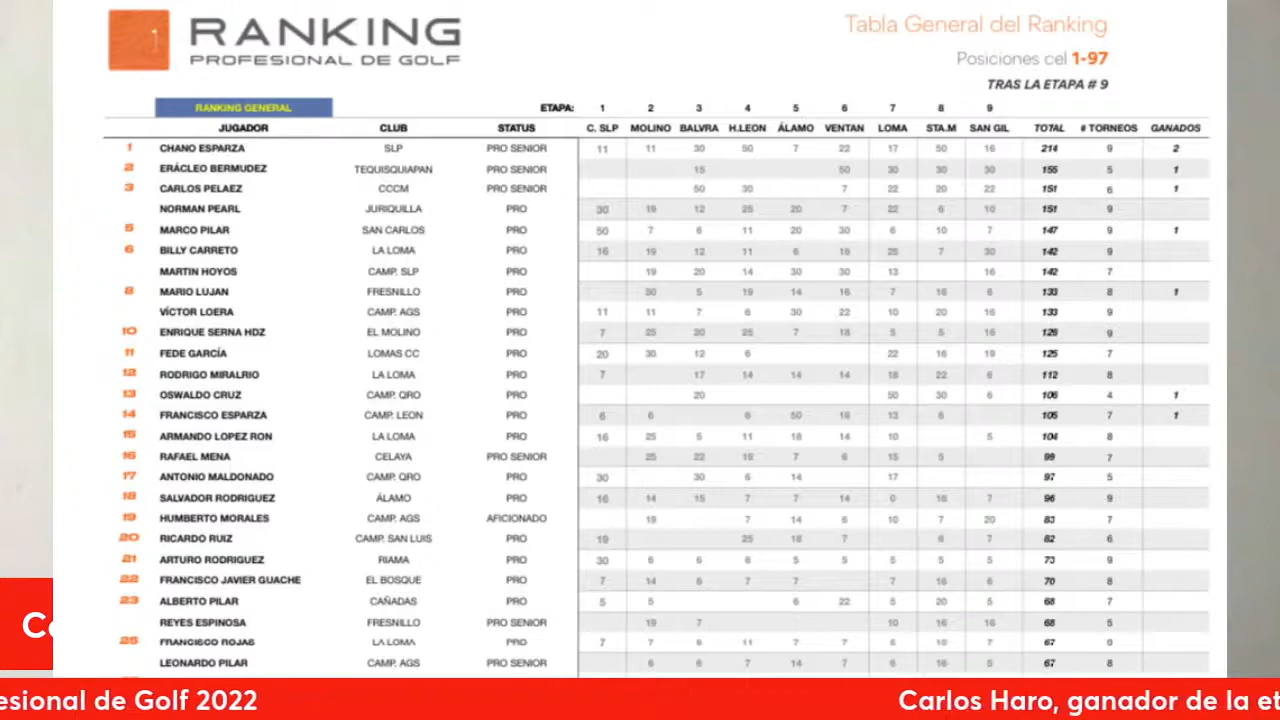 RANKING
PROFESIONAL DE GOLF
Tabla General del Ranking
Posiciones cel 1-97
TRAS LA ETAPA # 9
RANKING GENERAL ETAPA: 1 2 3 4 5 6 7 8 9
JUGADOR CLUB STATUS C. SLP MOLINO BALVRA H.LEON ÁLAMO VENTAN LOMA STA.M SAN GIL TOTAL # TORNEOS GANADOS
1 CHANO ESPARZA SLP PRO SENIOR 11 11 30 50 7 22 17 50 16 214 9 2
2 ERÁCLEO BERMUDEZ TEQUISQUIAPAN PRO SENIOR 15 50 30 30 30 155 5 1
3 CARLOS PELAEZ CCCM PRO SENIOR 50 30 7 22 20 22 151 6 1
NORMAN PEARL JURIQUILLA PRO 30 19 12 25 20 7 22 6 10 151 9
5 MARCO PILAR SAN CARLOS PRO 50 7 6 11 20 30 6 10 7 147 9 1
6 BILLY CARRETO LA LOMA PRO 16 19 12 11 6 16 25 7 30 142 9
MARTIN HOYOS CAMP. SLP PRO 19 20 14 30 30 13 16 142 7
8 MARIO LUJAN FRESNILLO PRO 50 5 19 14 16 7 16 6 133 8 1
VÍCTOR LOERA CAMP. AGS PRO 11 11 7 6 30 22 10 20 16 133 9
10 ENRIQUE SERNA HDZ EL MOLINO PRO 7 25 20 25 7 18 5 5 16 128 9
11 FEDE GARCÍA LOMAS CC PRO 20 30 12 6 22 16 19 125 7
12 RODRIGO MIRALRIO LA LOMA PRO 7 17 14 14 14 18 22 6 112 8
13 OSWALDO CRUZ CAMP. QRO PRO 20 50 30 6 106 4 1
14 FRANCISCO ESPARZA CAMP. LEON PRO 6 6 6 50 18 13 6 105 7 1
15 ARMANDO LOPEZ RON LA LOMA PRO 16 25 5 11 18 14 10 5 104 8
16 RAFAEL MENA CELAYA PRO SENIOR 25 22 19 7 6 15 5 99 7
17 ANTONIO MALDONADO CAMP. QRO PRO 30 30 6 14 17 97 5
18 SALVADOR RODRIGUEZ ÁLAMO PRO 16 14 15 7 7 14 0 16 7 96 9
19 HUMBERTO MORALES CAMP. AGS AFICIONADO 19 7 14 6 10 7 20 83 7
20 RICARDO RUIZ CAMP. SAN LUIS PRO 19 25 18 7 6 7 82 6
21 ARTURO RODRIGUEZ RIAMA PRO 30 6 6 6 5 5 5 5 5 73 9
22 FRANCISCO JAVIER GUACHE EL BOSQUE PRO 7 14 6 7 7 7 16 6 70 8
23 ALBERTO PILAR CAÑADAS PRO 5 5 6 22 5 20 5 68 7
REYES ESPINOSA FRESNILLO PRO SENIOR 19 7 10 16 16 68 5
25 FRANCISCO ROJAS LA LOMA PRO 7 7 6 11 7 7 6 10 7 67 9
LEONARDO PILAR CAMP. AGS PRO SENIOR 6 6 7 14 7 6 16 5 67 8
Co
esional de Golf 2022 Carlos Haro, ganador de la et